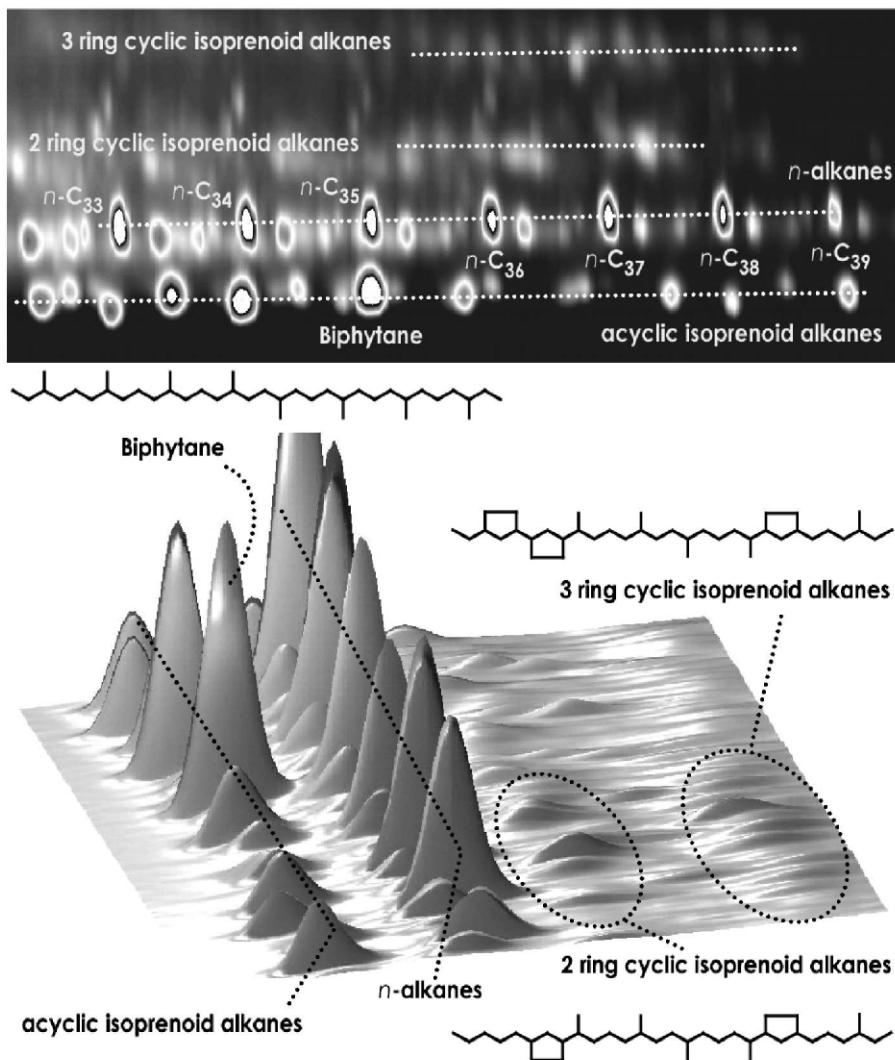 3 ring cyclic isoprenoid alkanes
2 ring cyclic isoprenoid alkanes
n-alkanes
n-C33
n-C34
n-C35
n-C36
n-C37
n-C38
n-C39
Biphytane
acyclic isoprenoid alkanes
Biphytane
3 ring cyclic isoprenoid alkanes
2 ring cyclic isoprenoid alkanes
n-alkanes
acyclic isoprenoid alkanes